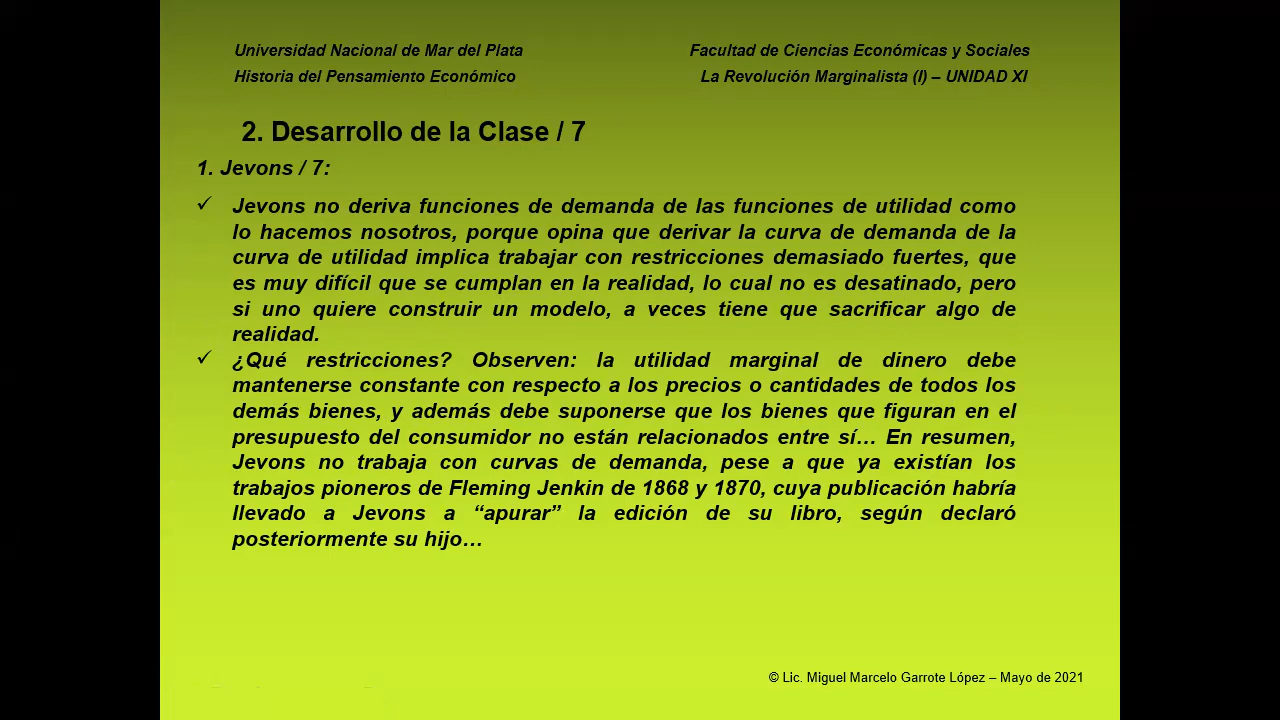 Universidad Nacional de Mar del Plata
Facultad de Ciencias Económicas y Sociales
Historia del Pensamiento Económico
La Revolución Marginalista (I) – UNIDAD XI
2. Desarrollo de la Clase / 7
1. Jevons / 7:
✓ Jevons no deriva funciones de demanda de las funciones de utilidad como
lo hacemos nosotros, porque opina que derivar la curva de demanda de la
curva de utilidad implica trabajar con restricciones demasiado fuertes, que
es muy difícil que se cumplan en la realidad, lo cual no es desatinado, pero
si uno quiere construir un modelo, a veces tiene que sacrificar algo de
realidad.
✓ ¿Qué restricciones? Observen: la utilidad marginal de dinero debe
mantenerse constante con respecto a los precios o cantidades de todos los
demás bienes, y además debe suponerse que los bienes que figuran en el
presupuesto del consumidor no están relacionados entre sí… En resumen,
Jevons no trabaja con curvas de demanda, pese a que ya existían los
trabajos pioneros de Fleming Jenkin de 1868 y 1870, cuya publicación habría
llevado a Jevons a “apurar” la edición de su libro, según declaró
posteriormente su hijo…
© Lic. Miguel Marcelo Garrote López – Mayo de 2021